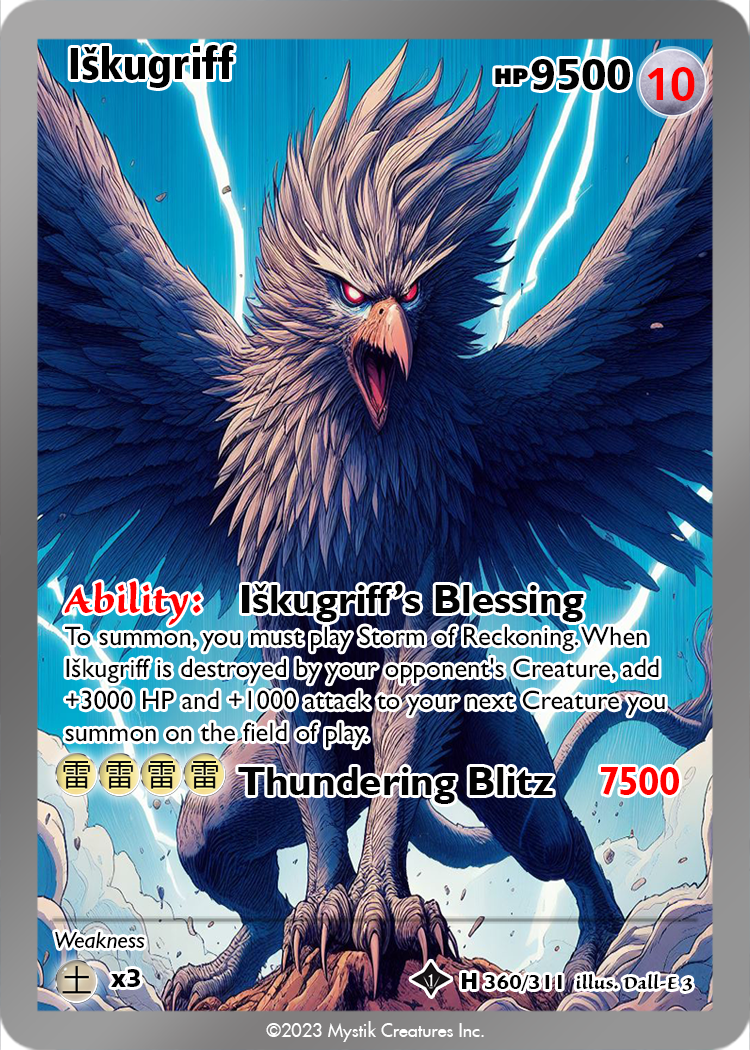 Iškugriff HP9500 10
Ability: Iškugriff’s Blessing
To summon, you must play Storm of Reckoning. When
Iškugriff is destroyed by your opponent's Creature, add
+3000 HP and +1000 attack to your next Creature you
summon on the field of play.
雷 雷 雷 雷 Thundering Blitz 7500
Weakness
土 x3 1 H 360/311 illus. Dall-E 3
©2023 Mystik Creatures Inc.